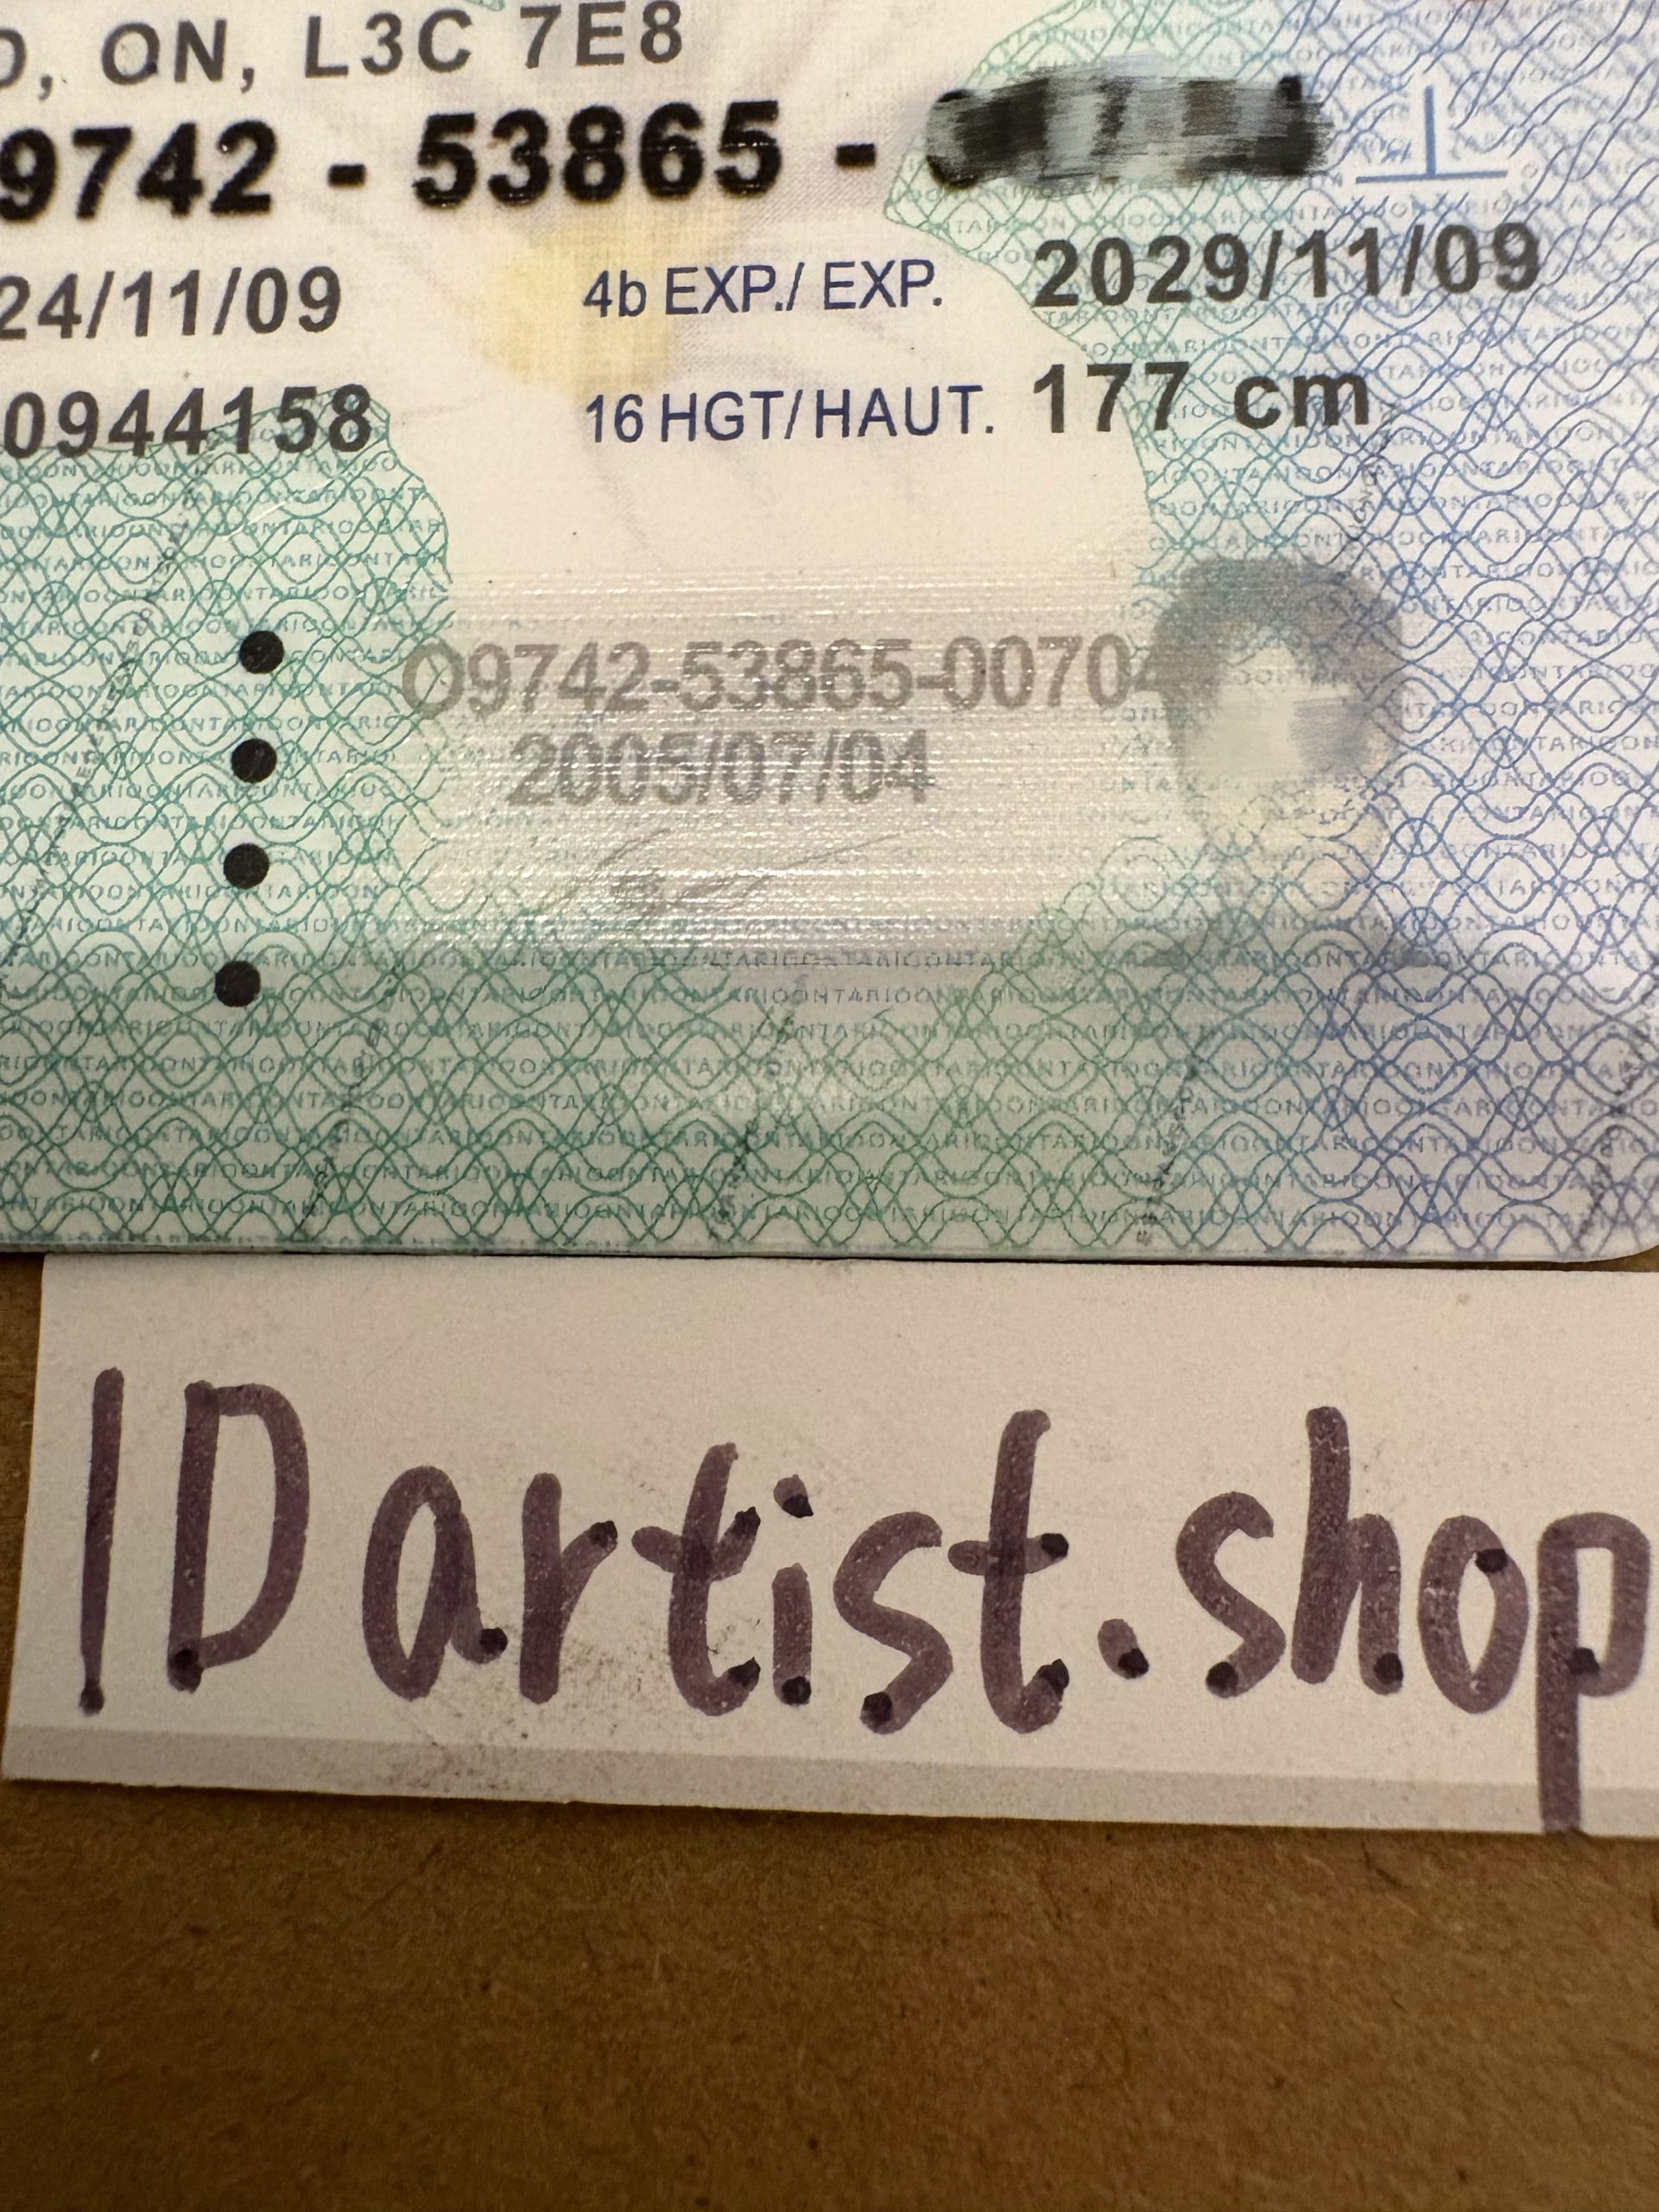 D, ON, L3C 7E8
9742 - 53865 -
24/11/09 4b EXP./ EXP. 2029/11/09
0944158 16 HGT/HAUT. 177 cm
O9742-53865-00704
2005/07/04
IDartist.shop